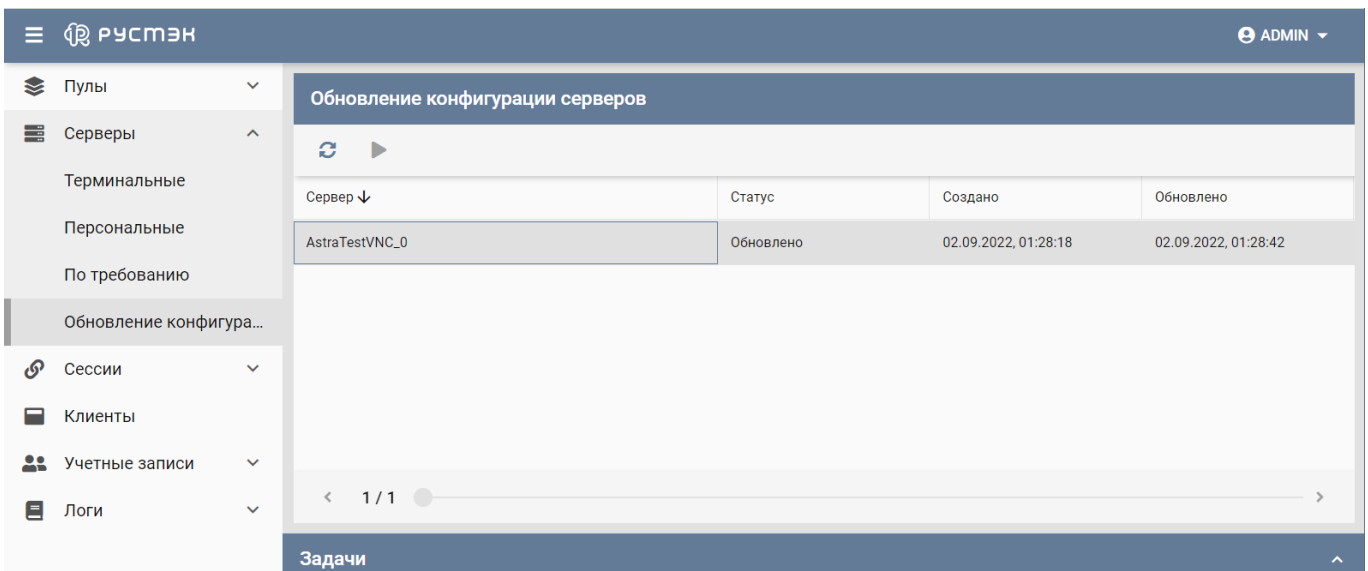 РУСТЭК
ADMIN
Пулы
Серверы
Терминальные
Персональные
По требованию
Обновление конфигура...
Сессии
Клиенты
Учетные записи
Логи
Обновление конфигурации серверов
Сервер Статус Создано Обновлено
AstraTestVNC_0 Обновлено 02.09.2022, 01:28:18 02.09.2022, 01:28:42
1 / 1
Задачи